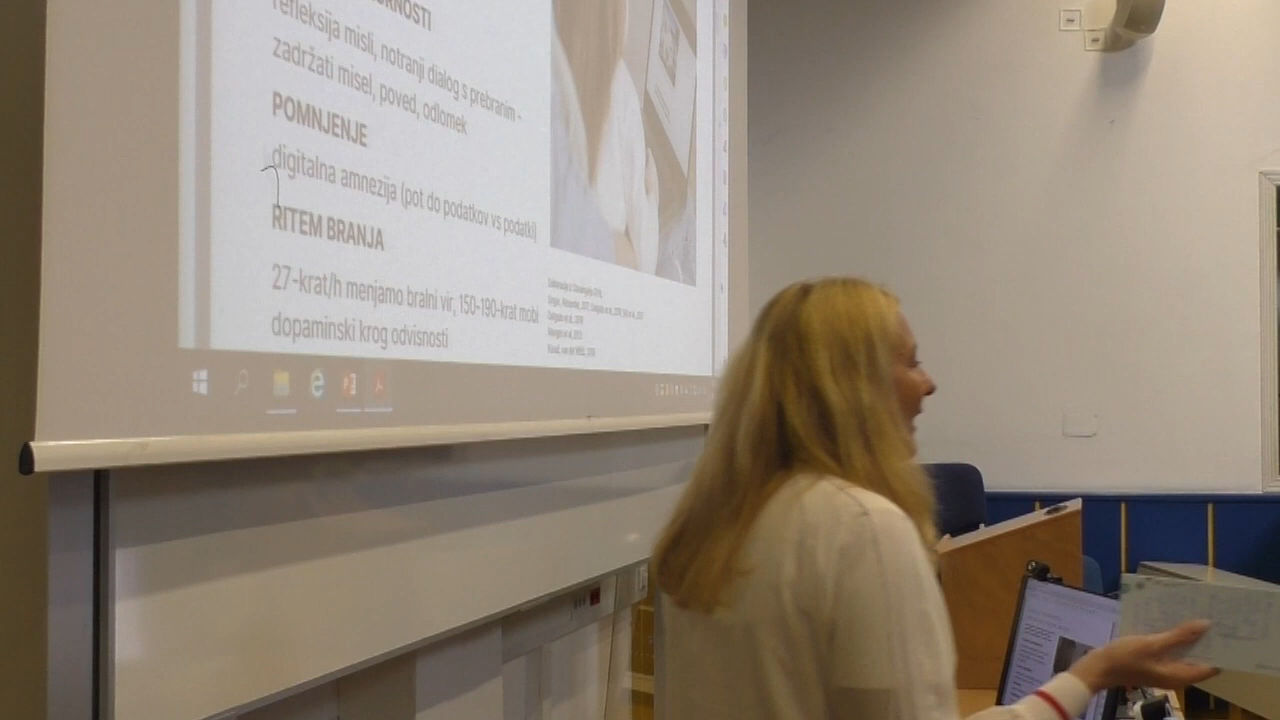 refleksija misli, notranji dialog s prebranim -
zadržati misel, poved, odlomek
POMNJENJE
digitalna amnezija (pot do podatkov vs podatki)
RITEM BRANJA
27-krat/h menjamo bralni vir, 150-190-krat mobi
dopaminski krog odvisnosti